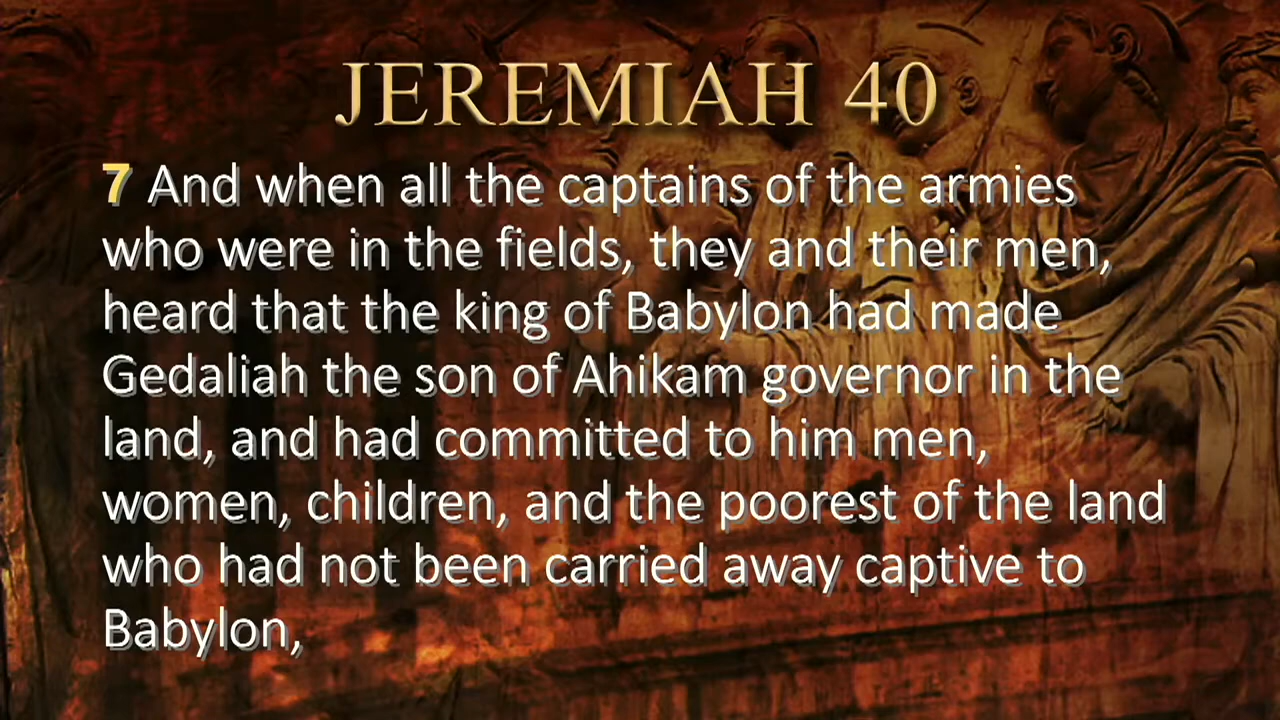 JEREMIAH 40
7 And when all the captains of the armies
who were in the fields, they and their men,
heard that the king of Babylon had made
Gedaliah the son of Ahikam governor in the
land, and had committed to him men,
women, children, and the poorest of the land
who had not been carried away captive to
Babylon,